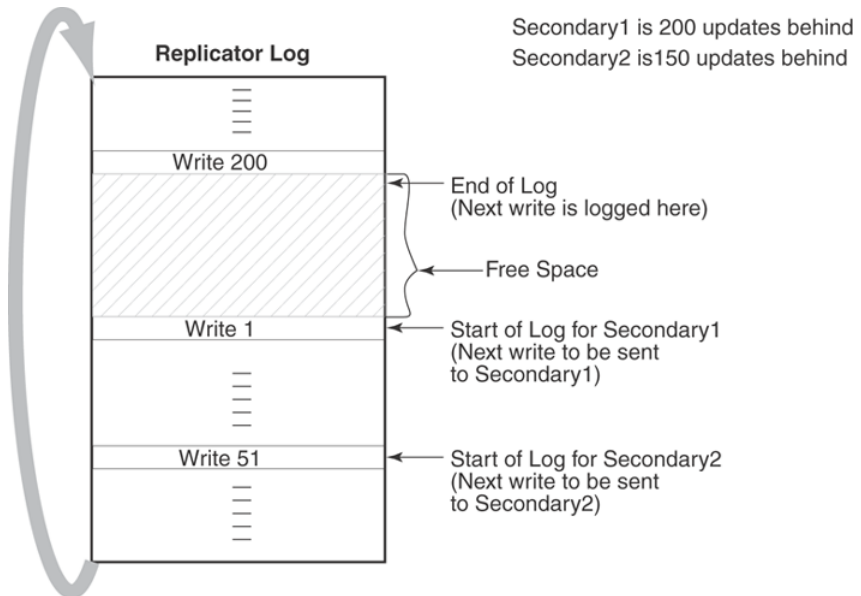 Secondary1 is 200 updates behind
Secondary2 is150 updates behind
Replicator Log
Write 200
End of Log
(Next write is logged here)
Free Space
Write 1
Start of Log for Secondary1
(Next write to be sent
to Secondary1)
Write 51
Start of Log for Secondary2
(Next write to be sent
to Secondary2)